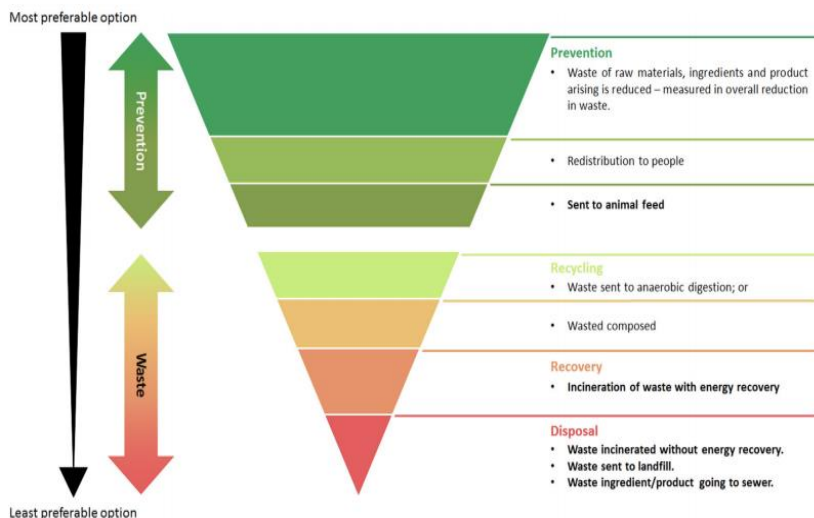 Most preferable option
Prevention
Waste
Least preferable option
Prevention
• Waste of raw materials, ingredients and product
arising is reduced – measured in overall reduction
in waste.
• Redistribution to people
• Sent to animal feed
Recycling
• Waste sent to anaerobic digestion; or
• Wasted composed
Recovery
• Incineration of waste with energy recovery
Disposal
• Waste incinerated without energy recovery.
• Waste sent to landfill.
• Waste ingredient/product going to sewer.